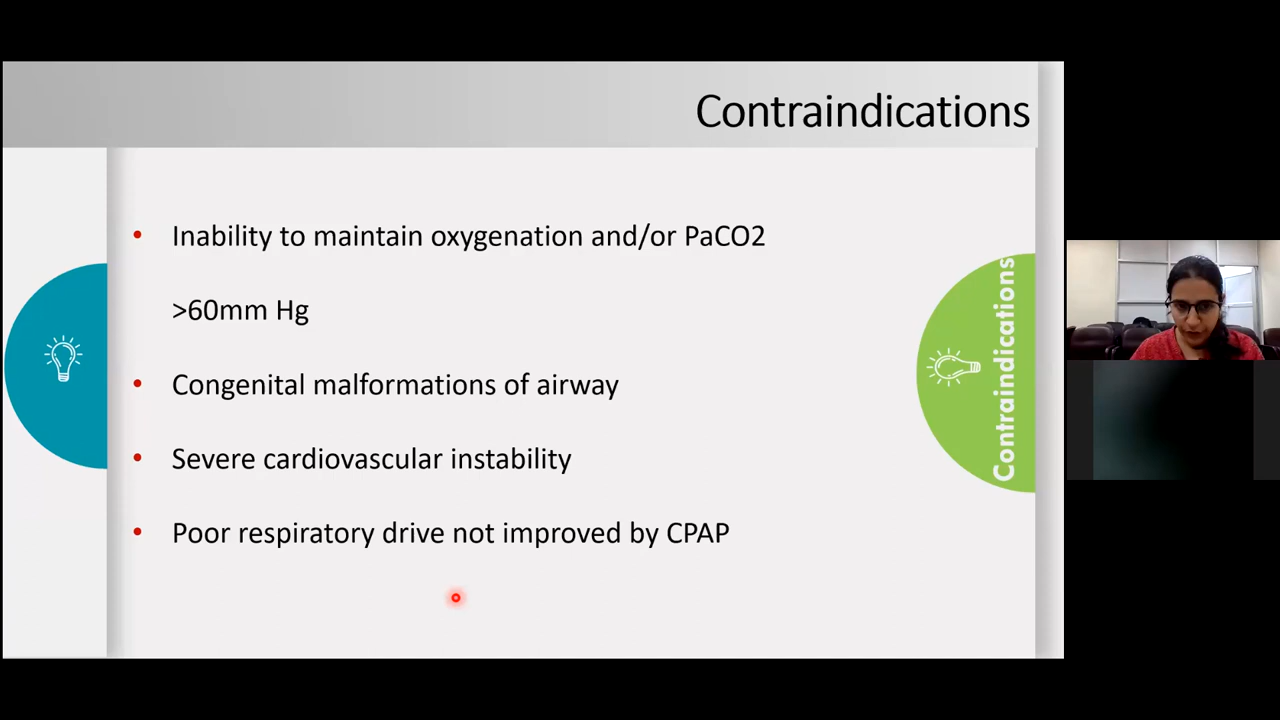 Contraindications
• Inability to maintain oxygenation and/or PaCO2
>60mm Hg
• Congenital malformations of airway
• Severe cardiovascular instability
• Poor respiratory drive not improved by CPAP
Contraindications